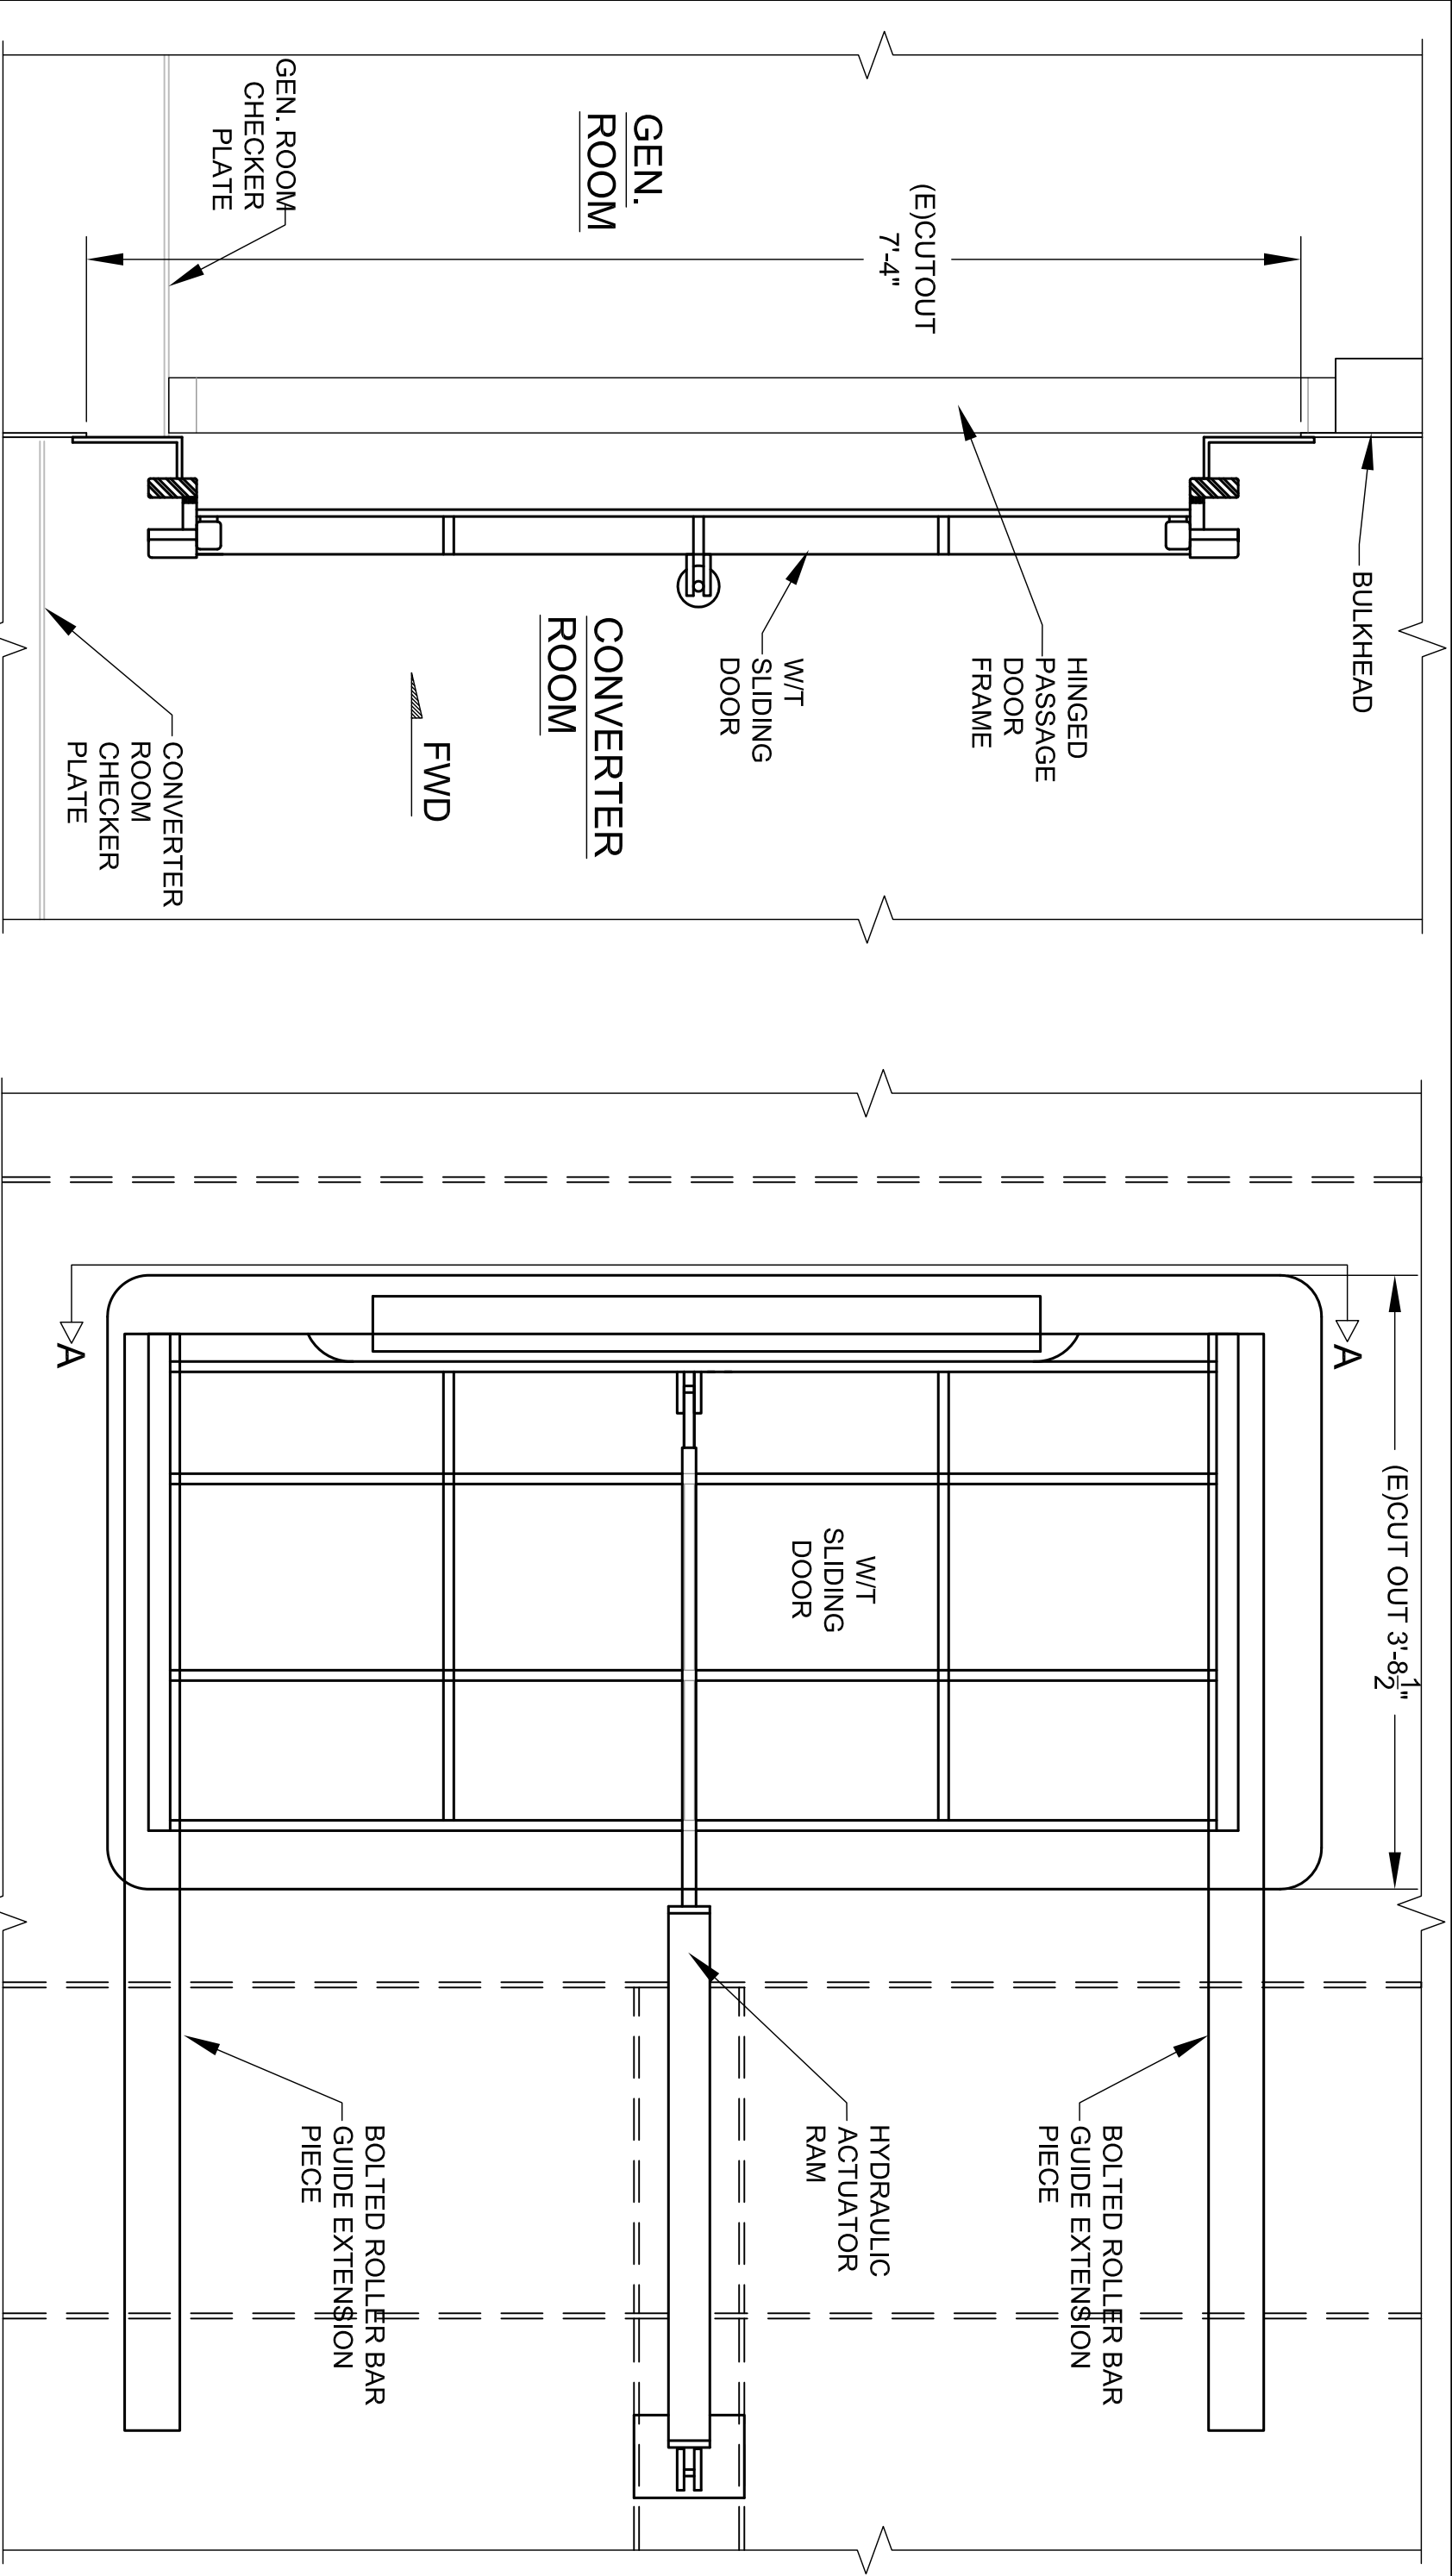 GEN. ROOM
CHECKER
PLATE
GEN.
ROOM
(E)CUTOUT
7'-4"
BULKHEAD
HINGED
PASSAGE
DOOR
FRAME
W/T
SLIDING
DOOR
CONVERTER
ROOM
FWD
CONVERTER
ROOM
CHECKER
PLATE
A
A
(E)CUT OUT 3'-8 1/2"
W/T
SLIDING
DOOR
BOLTED ROLLER BAR
GUIDE EXTENSION
PIECE
HYDRAULIC
ACTUATOR
RAM
BOLTED ROLLER BAR
GUIDE EXTENSION
PIECE